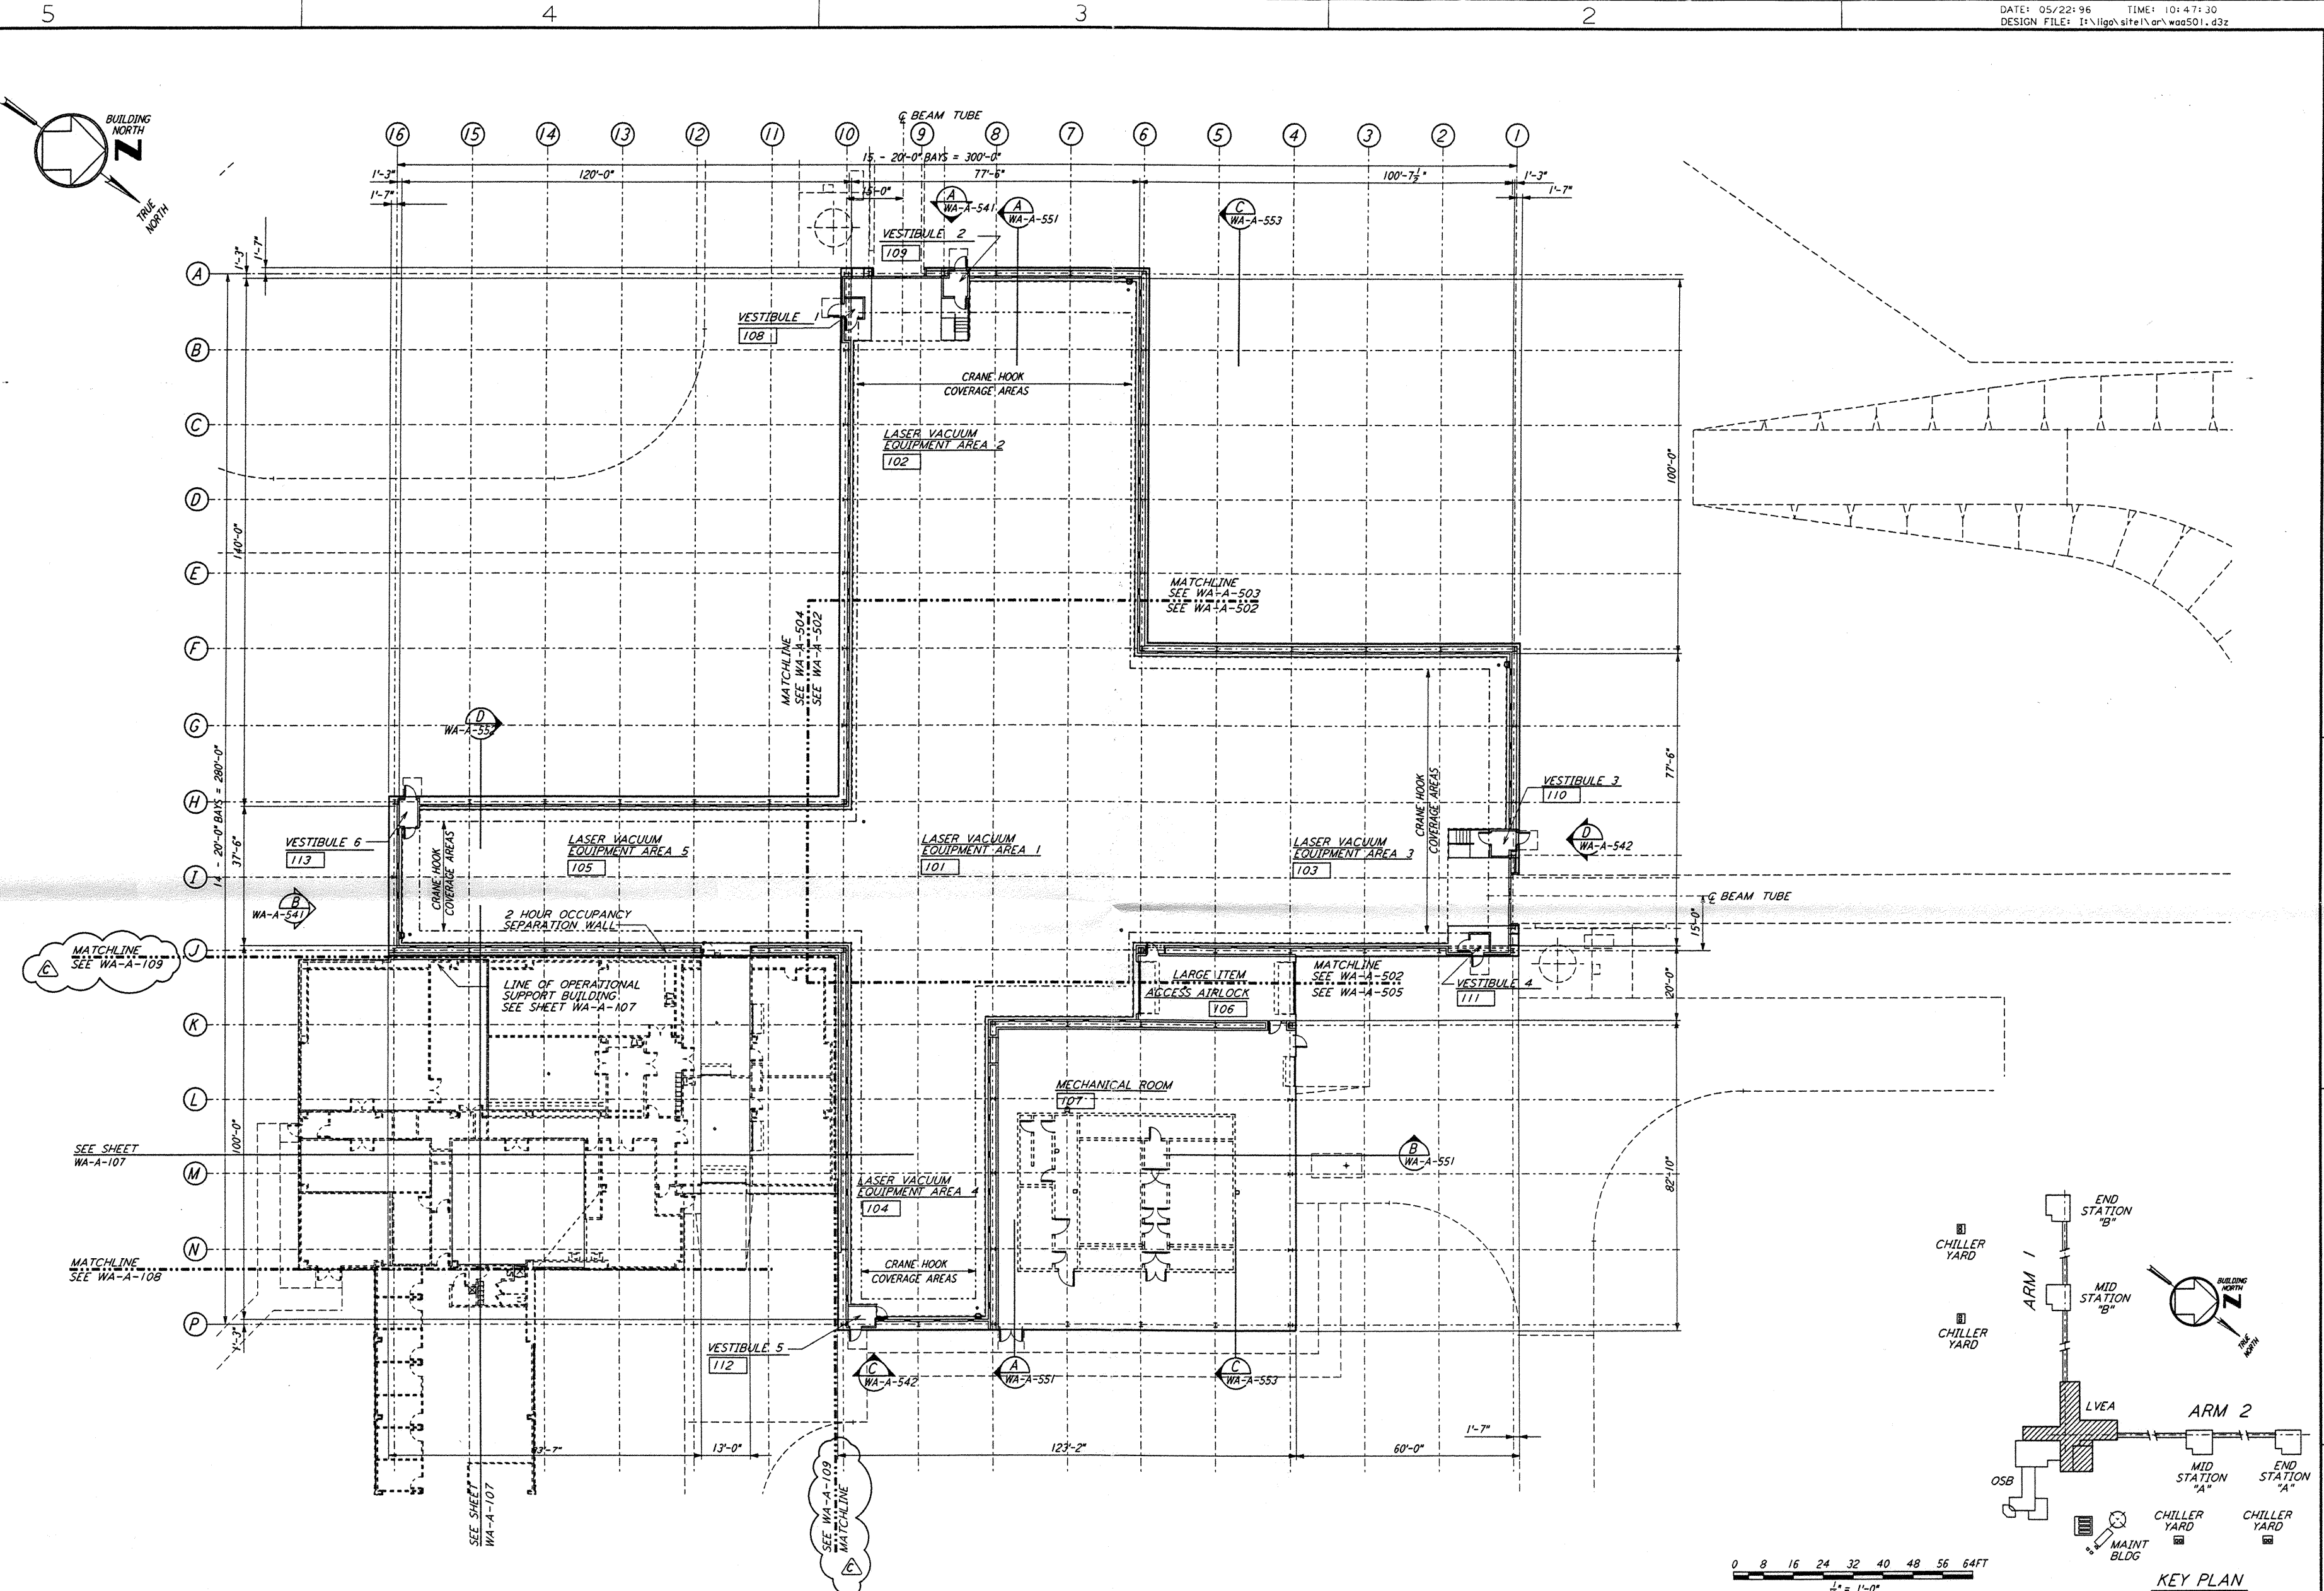 5
4
3
2
DATE: 05/22:96 TIME: 10:47:30
DESIGN FILE: I:\ligo\site1\ar\waa501.d3z
BUILDING
NORTH
N
TRUE
NORTH
℄ BEAM TUBE
16 15 14 13 12 11 10 9 8 7 6 5 4 3 2 1
15 - 20'-0" BAYS = 300'-0"
1'-3"
120'-0"
77'-6"
100'-7½"
1'-3"
1'-7"
15'-0"
1'-7"
A
WA-A-541
A
WA-A-551
C
WA-A-553
VESTIBULE 2
109
1'-3"
1'-7"
A
VESTIBULE 1
108
B
CRANE HOOK
COVERAGE AREAS
C
LASER VACUUM
EQUIPMENT AREA 2
102
100'-0"
D
140'-0"
E
MATCHLINE
SEE WA-A-503
SEE WA-A-502
MATCHLINE
SEE WA-A-504
SEE WA-A-502
F
G
D
WA-A-552
14 - 20'-0" BAYS = 280'-0"
77'-6"
CRANE HOOK
COVERAGE AREAS
VESTIBULE 3
110
H
37'-6"
VESTIBULE 6
113
CRANE HOOK
COVERAGE AREAS
LASER VACUUM
EQUIPMENT AREA 5
105
LASER VACUUM
EQUIPMENT AREA 1
101
LASER VACUUM
EQUIPMENT AREA 3
103
D
WA-A-542
I
B
WA-A-541
℄ BEAM TUBE
15'-0"
2 HOUR OCCUPANCY
SEPARATION WALL
J
MATCHLINE
SEE WA-A-109
C
LINE OF OPERATIONAL
SUPPORT BUILDING
SEE SHEET WA-A-107
LARGE ITEM
ACCESS AIRLOCK
106
MATCHLINE
SEE WA-A-502
SEE WA-A-505
VESTIBULE 4
111
20'-0"
K
L
MECHANICAL ROOM
107
100'-0"
SEE SHEET
WA-A-107
M
B
WA-A-551
82'-10"
LASER VACUUM
EQUIPMENT AREA 4
104
N
MATCHLINE
SEE WA-A-108
CRANE HOOK
COVERAGE AREAS
P
1'-3"
VESTIBULE 5
112
C
WA-A-542
A
WA-A-551
C
WA-A-553
1'-7"
13'-0"
123'-2"
60'-0"
SEE SHEET
WA-A-107
SEE WA-A-109
MATCHLINE
C
END
STATION
"B"
CHILLER
YARD
ARM 1
MID
STATION
"B"
BUILDING
NORTH
N
TRUE
NORTH
CHILLER
YARD
LVEA
ARM 2
OSB
MID
STATION
"A"
END
STATION
"A"
CHILLER
YARD
CHILLER
YARD
MAINT
BLDG
0 8 16 24 32 40 48 56 64FT
KEY PLAN